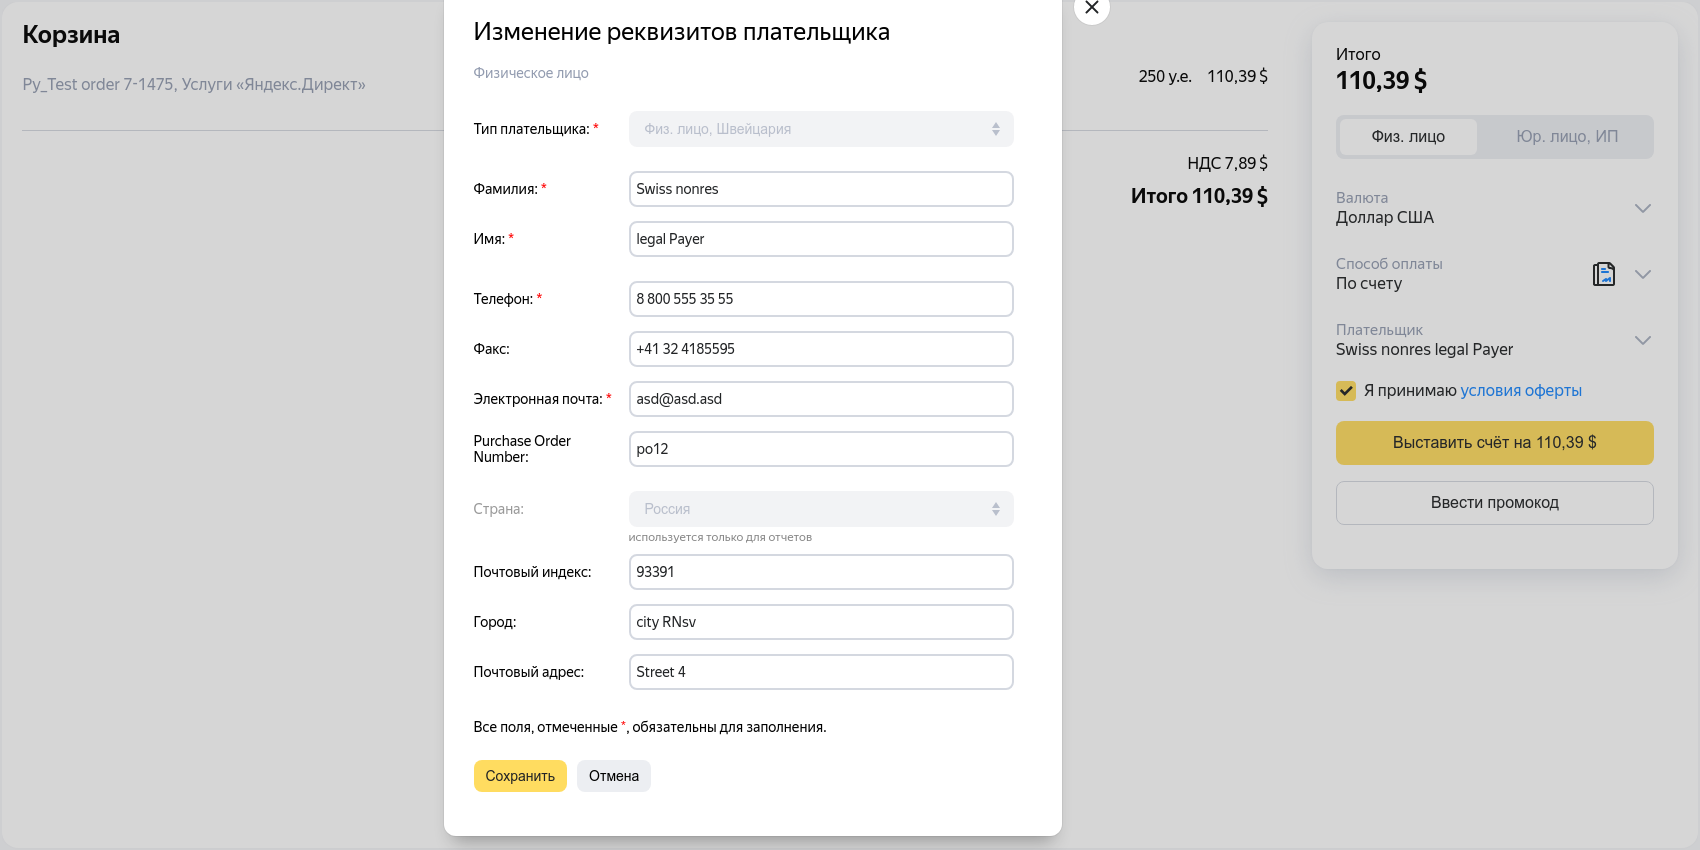 Корзина
Py_Test order 7-1475, Услуги «Яндекс.Директ»
Изменение реквизитов плательщика
Физическое лицо
Тип плательщика: *
Физ. лицо, Швейцария
Фамилия: *
Swiss nonres
Имя: *
legal Payer
Телефон: *
8 800 555 35 55
Факс:
+41 32 4185595
Электронная почта: *
asd@asd.asd
Purchase Order
Number:
po12
Страна:
Россия
используется только для отчетов
Почтовый индекс:
93391
Город:
city RNsv
Почтовый адрес:
Street 4
Все поля, отмеченные *, обязательны для заполнения.
Сохранить
Отмена
250 у.е. 110,39 $
НДС 7,89 $
Итого 110,39 $
Итого
110,39 $
Физ. лицо
Юр. лицо, ИП
Валюта
Доллар США
Способ оплаты
По счету
Плательщик
Swiss nonres legal Payer
Я принимаю условия оферты
Выставить счёт на 110,39 $
Ввести промокод